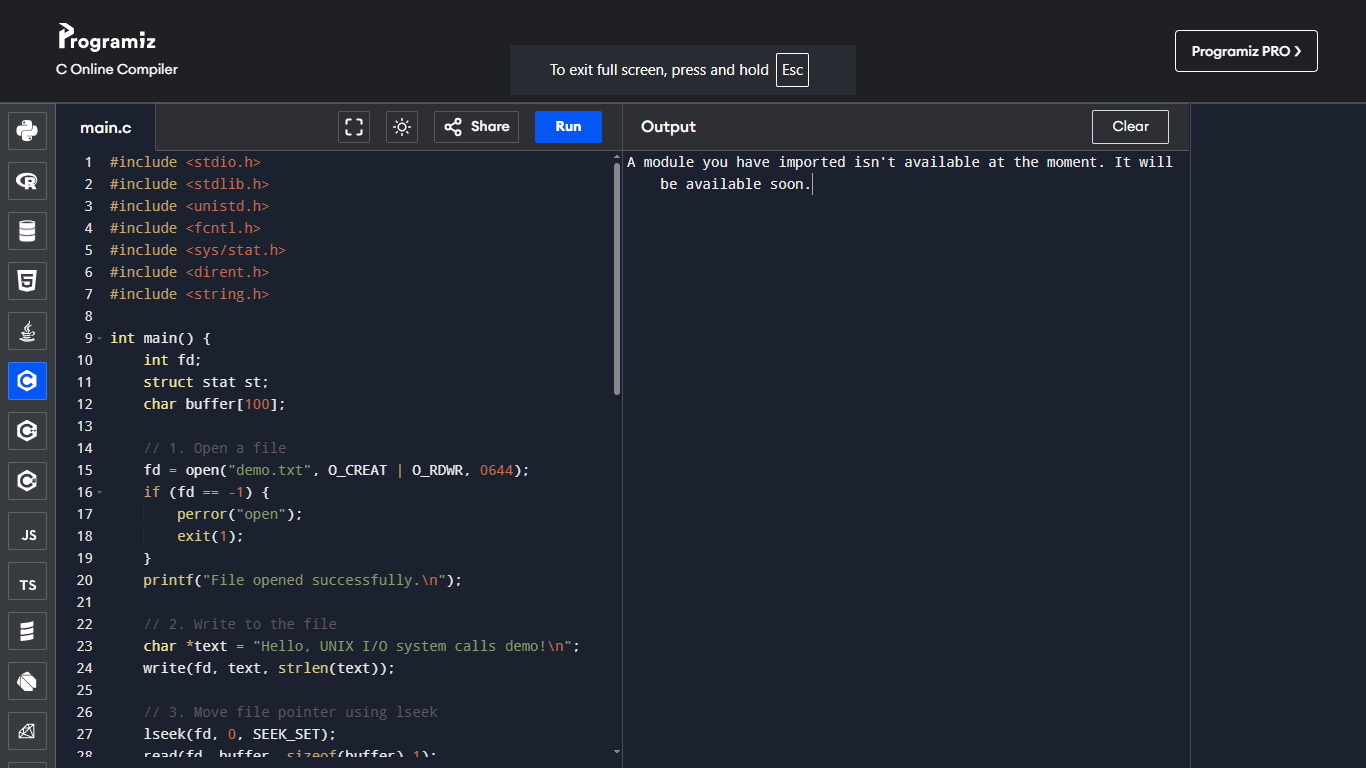 Programiz
C Online Compiler
To exit full screen, press and hold Esc
Programiz PRO >
main.c
Share
Run
Output
Clear
1 #include <stdio.h>
2 #include <stdlib.h>
3 #include <unistd.h>
4 #include <fcntl.h>
5 #include <sys/stat.h>
6 #include <dirent.h>
7 #include <string.h>
8
9 int main() {
10 int fd;
11 struct stat st;
12 char buffer[100];
13
14 // 1. Open a file
15 fd = open("demo.txt", O_CREAT | O_RDWR, 0644);
16 if (fd == -1) {
17 perror("open");
18 exit(1);
19 }
20 printf("File opened successfully.\n");
21
22 // 2. Write to the file
23 char *text = "Hello, UNIX I/O system calls demo!\n";
24 write(fd, text, strlen(text));
25
26 // 3. Move file pointer using lseek
27 lseek(fd, 0, SEEK_SET);
28 read(fd, buffer, sizeof(buffer)-1);
A module you have imported isn't available at the moment. It will
be available soon.
R
5
C
C
C
JS
TS